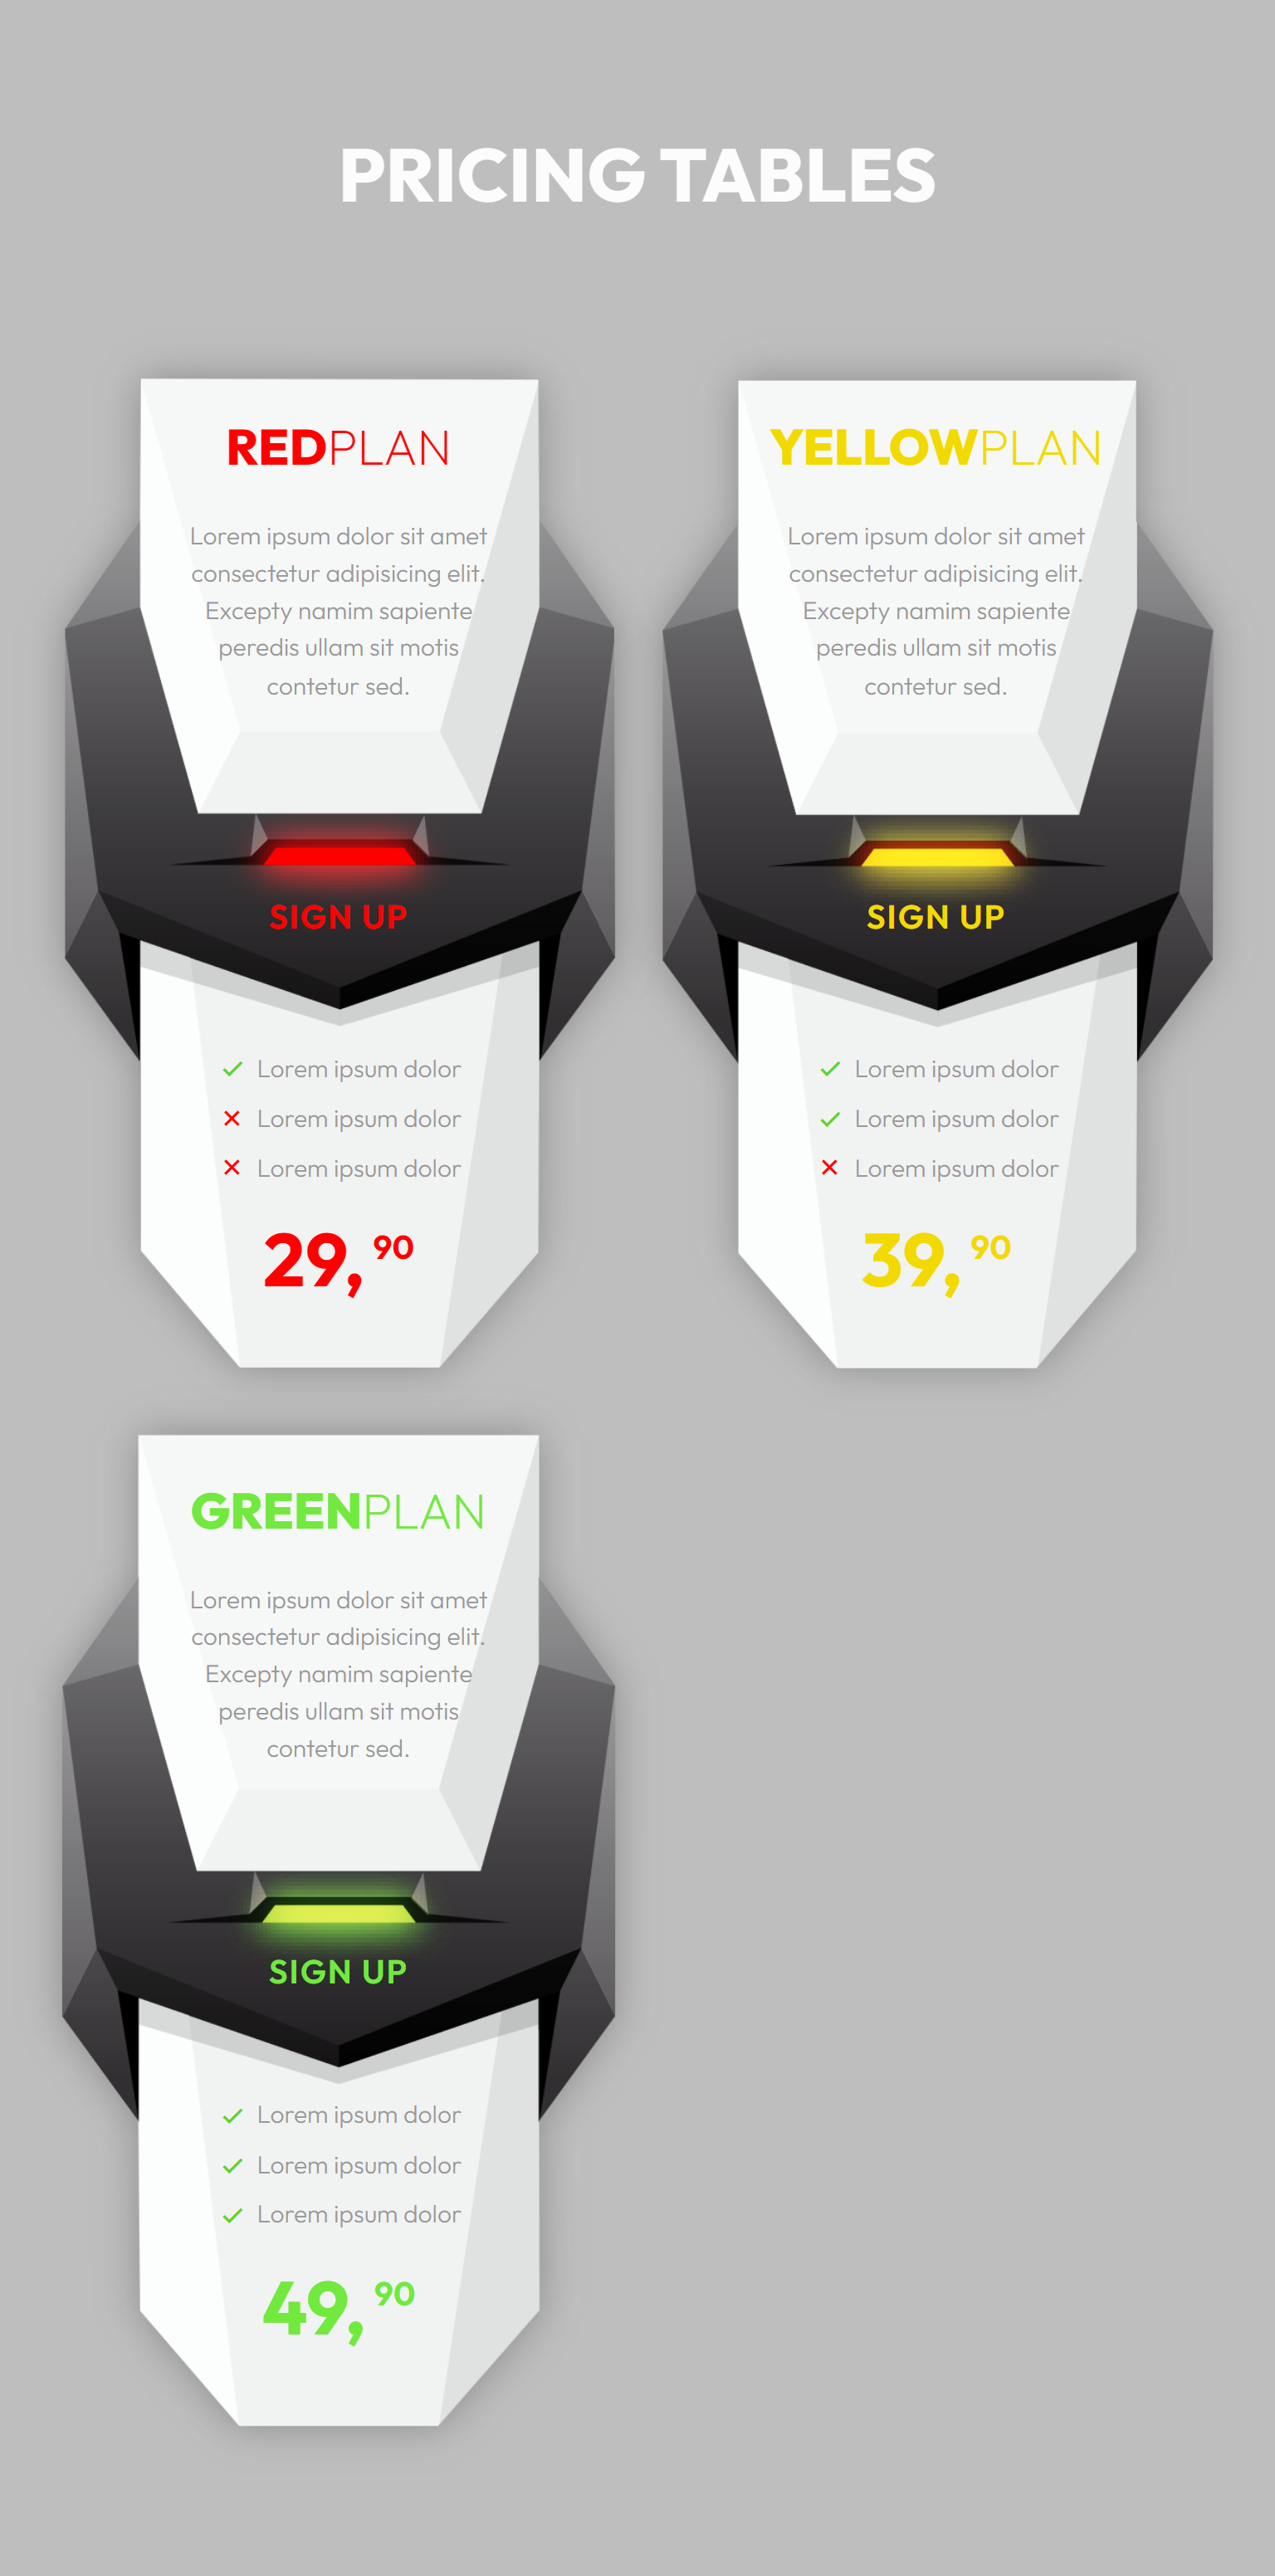 PRICING TABLES
REDPLAN
Lorem ipsum dolor sit amet
consectetur adipisicing elit.
Excepty namim sapiente
peredis ullam sit motis
contetur sed.
SIGN UP
Lorem ipsum dolor
Lorem ipsum dolor
Lorem ipsum dolor
29,90
YELLOWPLAN
Lorem ipsum dolor sit amet
consectetur adipisicing elit.
Excepty namim sapiente
peredis ullam sit motis
contetur sed.
SIGN UP
Lorem ipsum dolor
Lorem ipsum dolor
Lorem ipsum dolor
39,90
GREENPLAN
Lorem ipsum dolor sit amet
consectetur adipisicing elit.
Excepty namim sapiente
peredis ullam sit motis
contetur sed.
SIGN UP
Lorem ipsum dolor
Lorem ipsum dolor
Lorem ipsum dolor
49,90